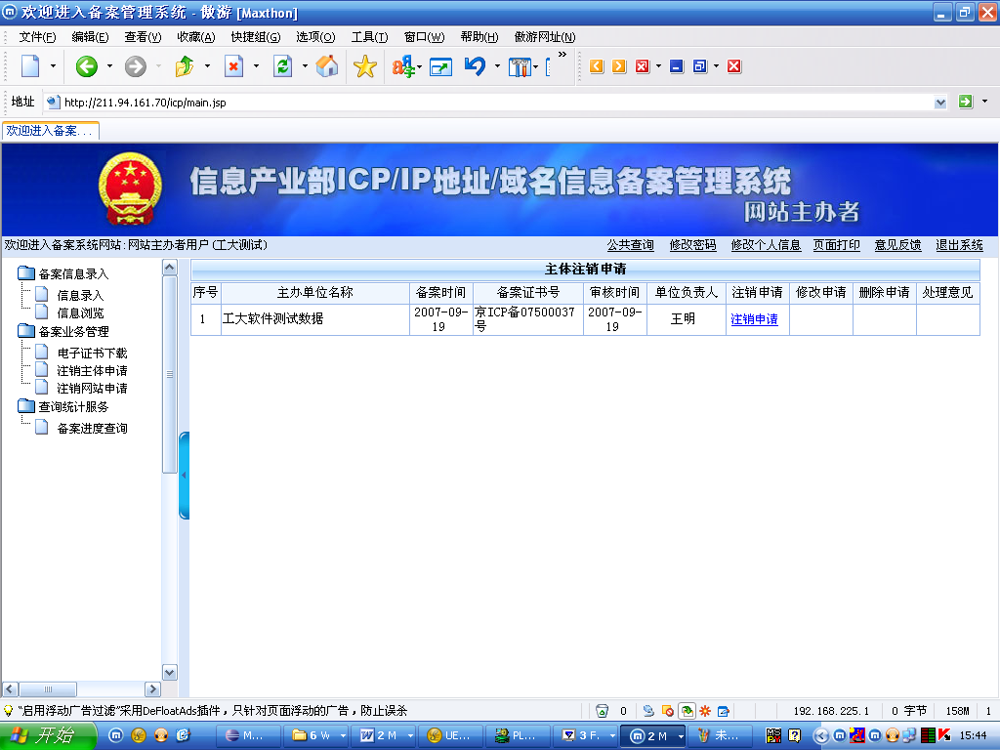 欢迎进入备案管理系统 - 傲游 [Maxthon]
文件(F) 编辑(E) 查看(V) 收藏(A) 快捷组(G) 选项(O) 工具(T) 窗口(W) 帮助(H) 傲游网址(N)
地址 http://211.94.161.70/icp/main.jsp
欢迎进入备案...
信息产业部ICP/IP地址/域名信息备案管理系统
网站主办者
欢迎进入备案系统网站:网站主办者用户(工大测试) 公共查询 修改密码 修改个人信息 页面打印 意见反馈 退出系统
备案信息录入
信息录入
信息浏览
备案业务管理
电子证书下载
注销主体申请
注销网站申请
查询统计服务
备案进度查询
主体注销申请
序号 主办单位名称 备案时间 备案证书号 审核时间 单位负责人 注销申请 修改申请 删除申请 处理意见
1 工大软件测试数据 2007-09-19 京ICP备07500037号 2007-09-19 王明 注销申请
“启用浮动广告过滤”采用DeFloatAds插件，只针对页面浮动的广告，防止误杀 0 192.168.225.1 0 字节 158M 1
开始 M... 6 W 2 M UE... PL... 3 F. 2 M 未... 15:44